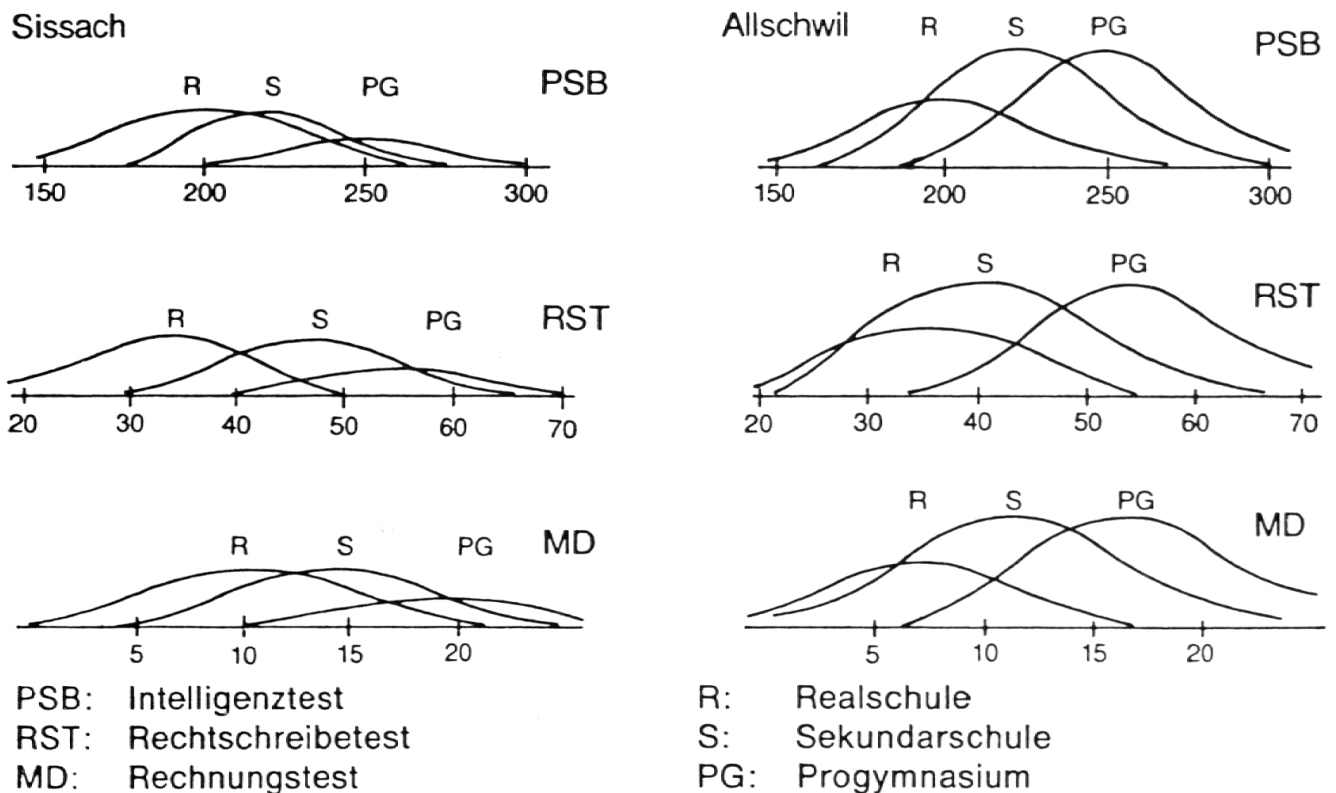 Sissach
R S PG PSB
150 200 250 300
R S PG RST
20 30 40 50 60 70
R S PG MD
5 10 15 20
PSB: Intelligenztest
RST: Rechtschreibetest
MD: Rechnungstest
Allschwil R S PG PSB
150 200 250 300
R S PG RST
20 30 40 50 60 70
R S PG MD
5 10 15 20
R: Realschule
S: Sekundarschule
PG: Progymnasium